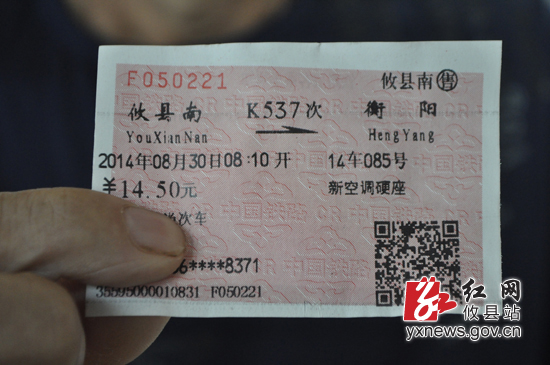 F050221 攸县南售
攸县南 K537次 衡阳
YouXianNan HengYang
2014年08月30日08:10开 14车085号
¥14.50元 新空调硬座
次车
6****8371
35595000010831 F050221
红网
攸县站
yxnews.gov.cn